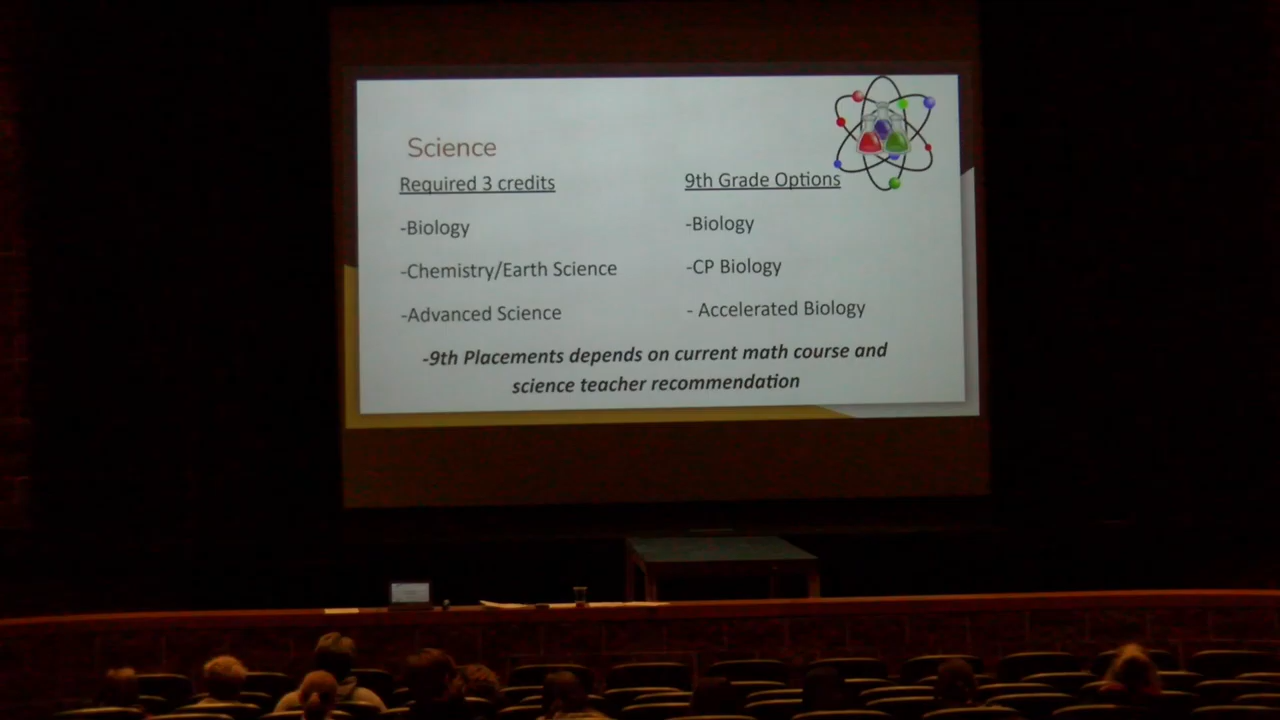 Science
Required 3 credits
-Biology
-Chemistry/Earth Science
-Advanced Science
9th Grade Options
-Biology
-CP Biology
- Accelerated Biology
-9th Placements depends on current math course and
science teacher recommendation